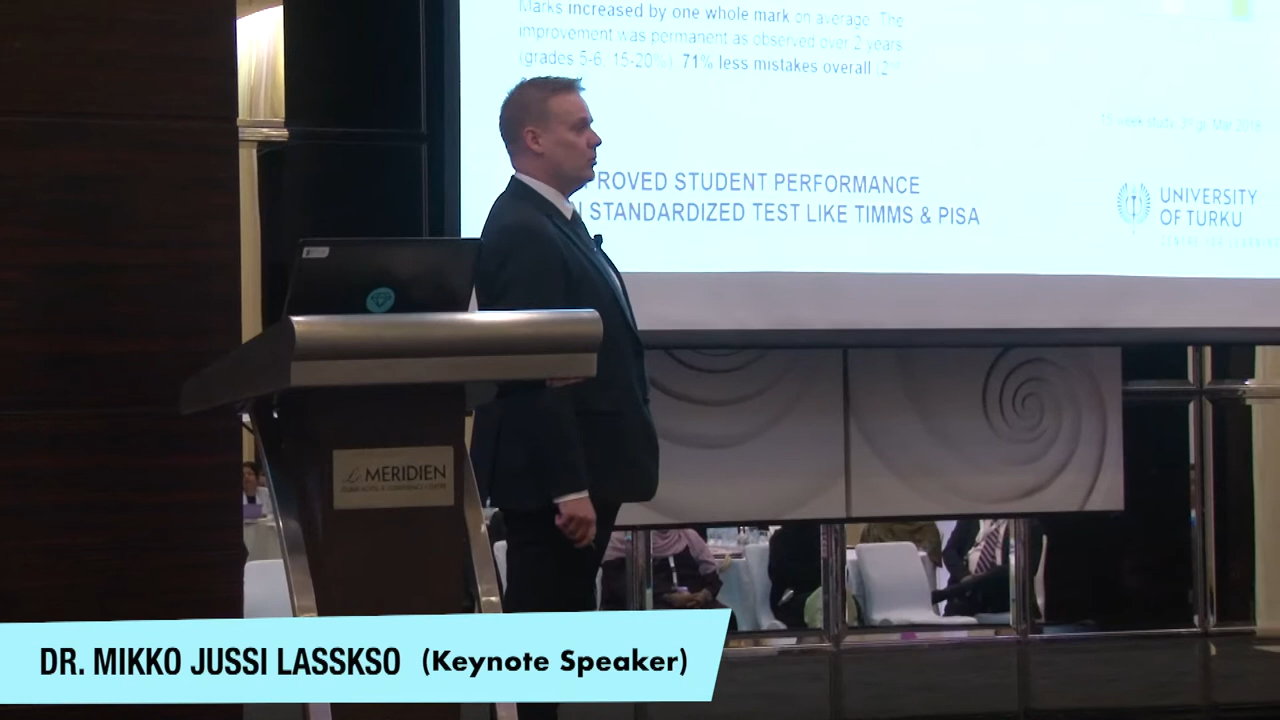 Marks increased by one whole mark on average. The
improvement was permanent as observed over 2 years
(grades 5-6: 15-20%). 71% less mistakes overall
PROVED STUDENT PERFORMANCE
N STANDARDIZED TEST LIKE TIMMS & PISA
UNIVERSITY
OF TURKU
MERIDIEN
DR. MIKKO JUSSI LASSKSO (Keynote Speaker)